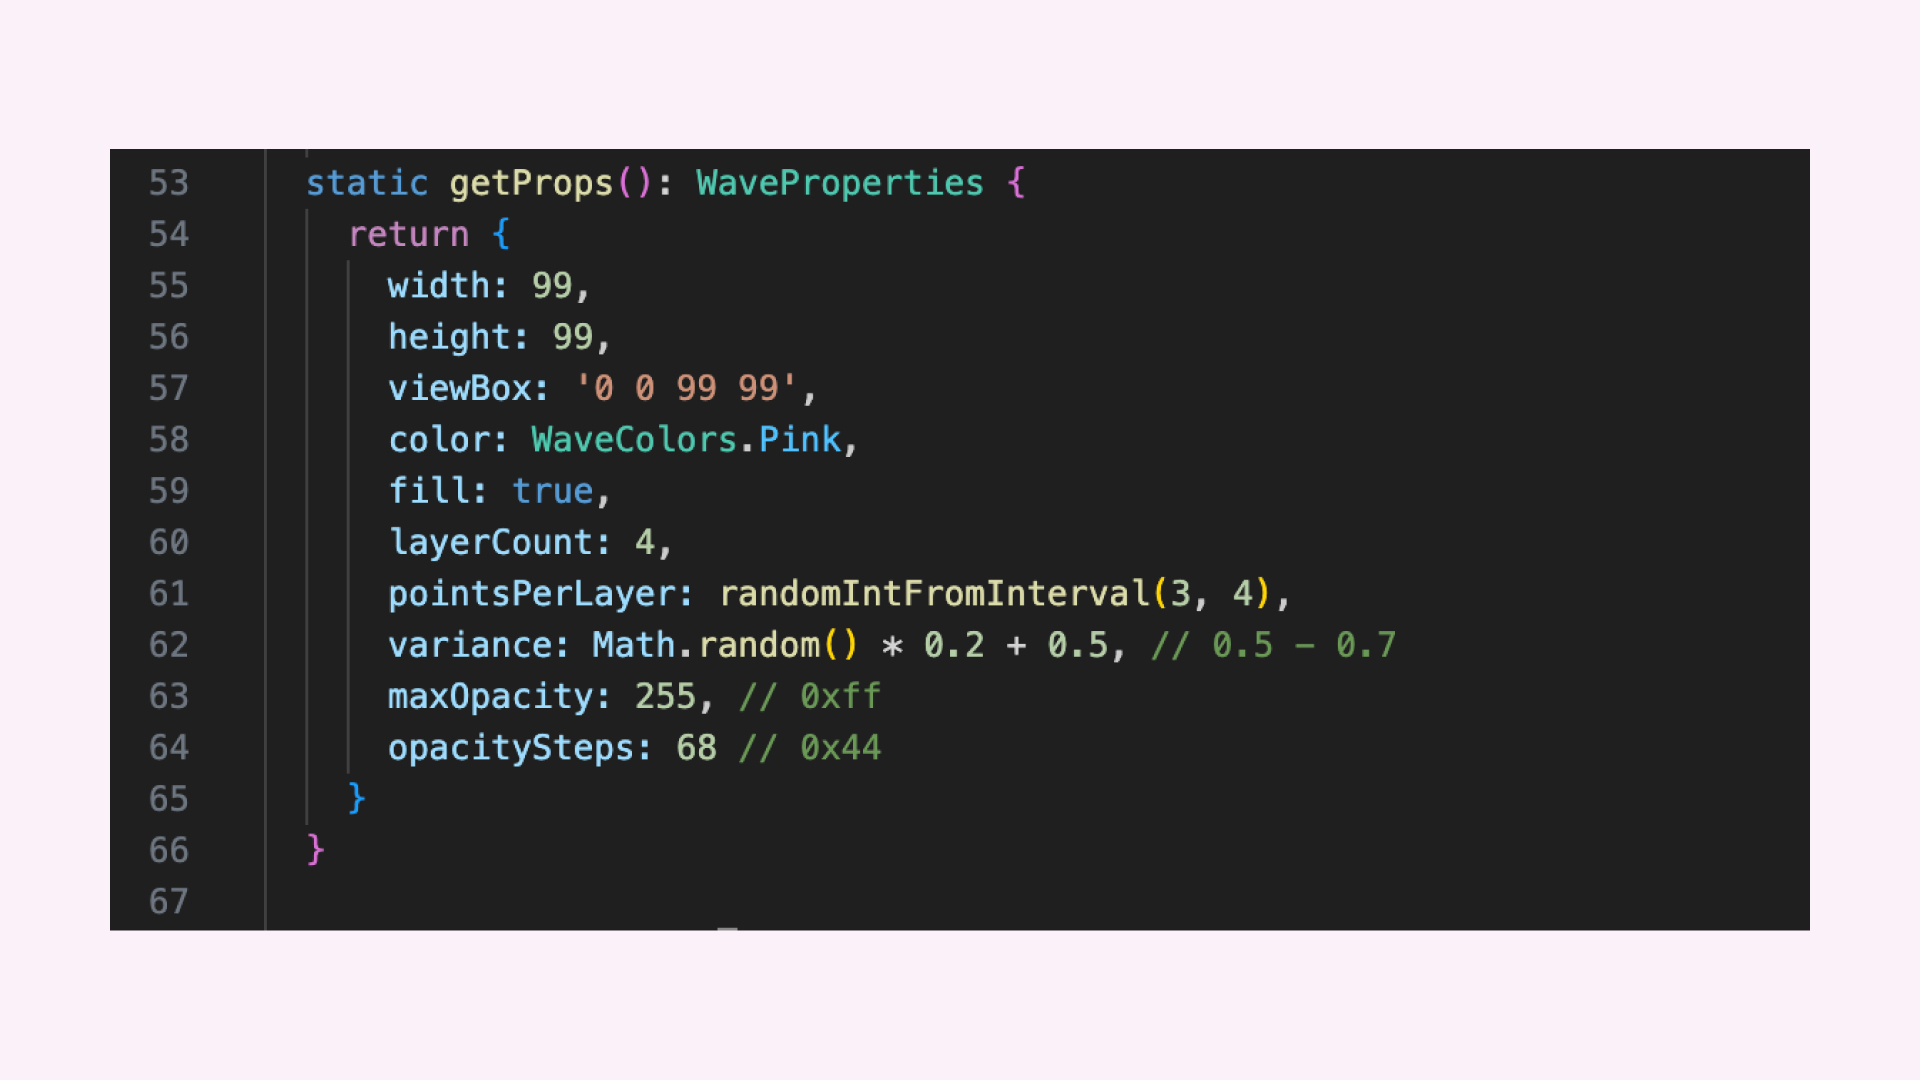 53 static getProps(): WaveProperties {
54 return {
55 width: 99,
56 height: 99,
57 viewBox: '0 0 99 99',
58 color: WaveColors.Pink,
59 fill: true,
60 layerCount: 4,
61 pointsPerLayer: randomIntFromInterval(3, 4),
62 variance: Math.random() * 0.2 + 0.5, // 0.5 - 0.7
63 maxOpacity: 255, // 0xff
64 opacitySteps: 68 // 0x44
65 }
66 }
67